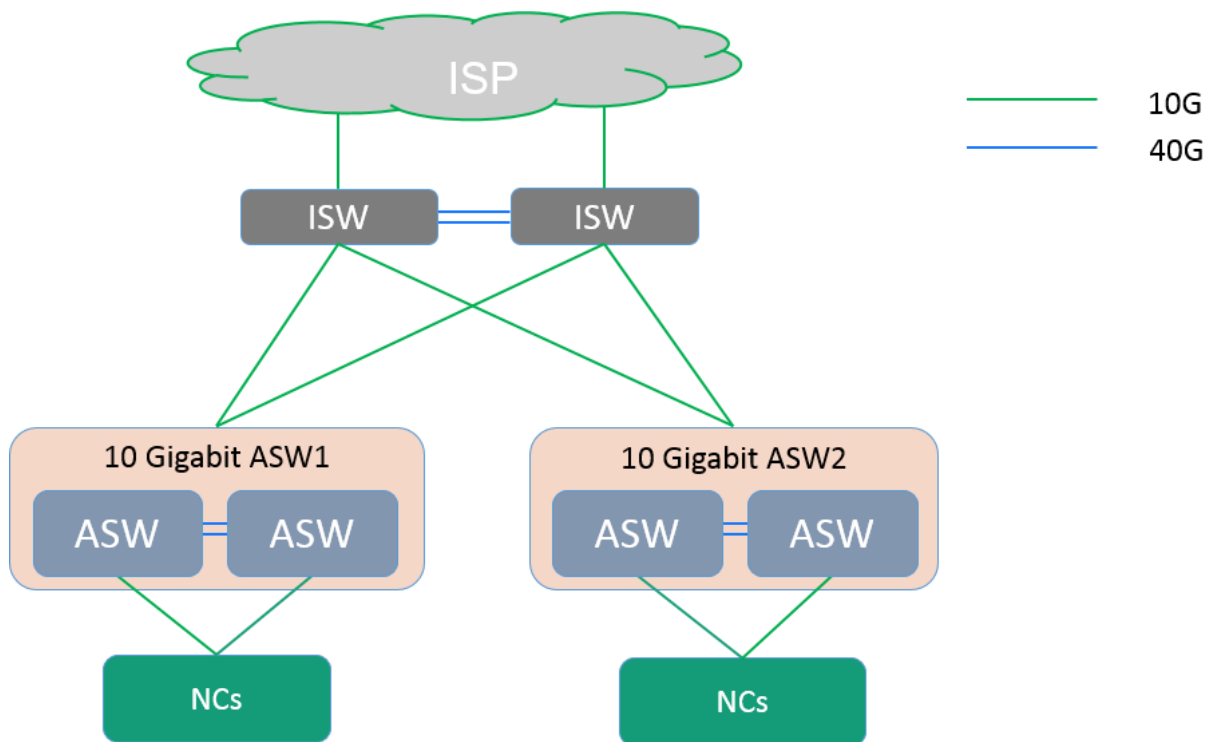 ISP
10G
40G
ISW
ISW
10 Gigabit ASW1
10 Gigabit ASW2
ASW
ASW
ASW
ASW
NCs
NCs